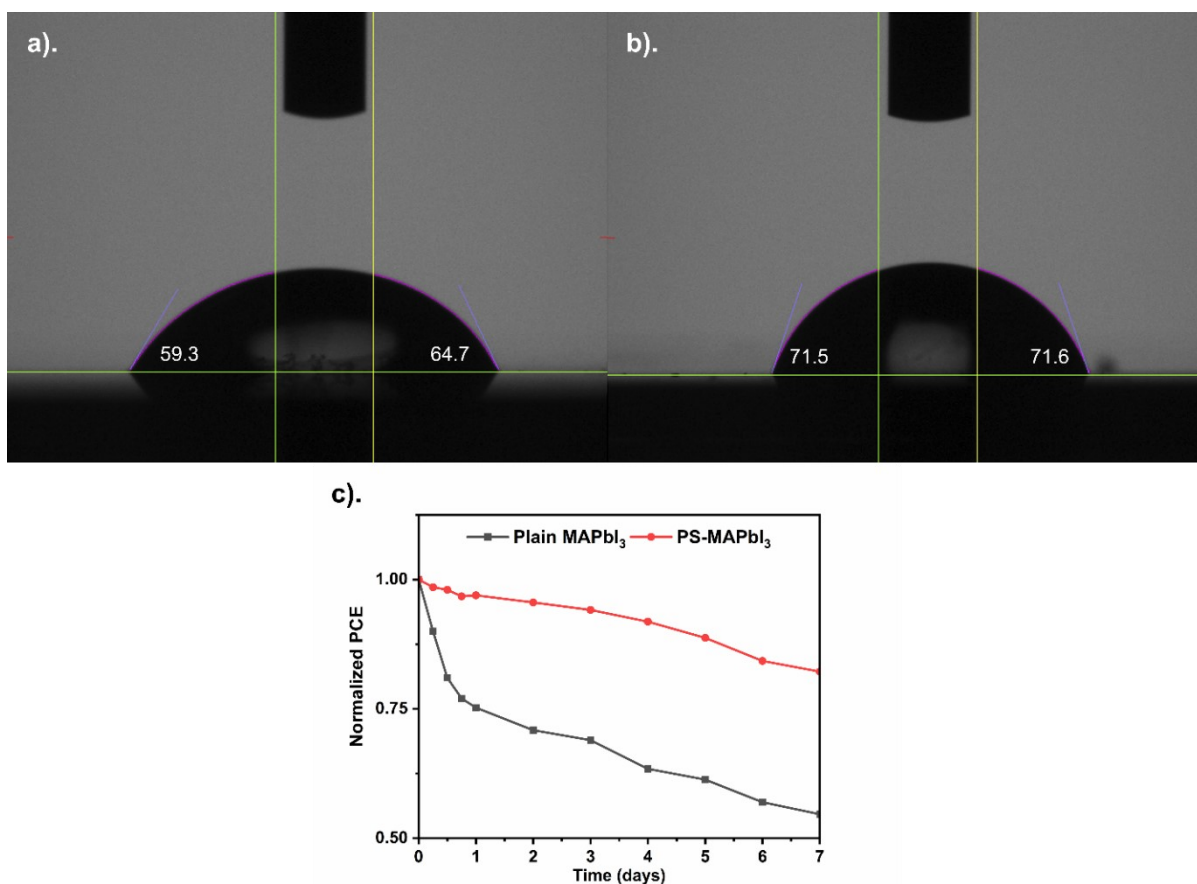 a).
b).
59.3
64.7
71.5
71.6
c).
Plain MAPbI₃
PS-MAPbI₃
Normalized PCE
1.00
0.75
0.50
0
1
2
3
4
5
6
7
Time (days)